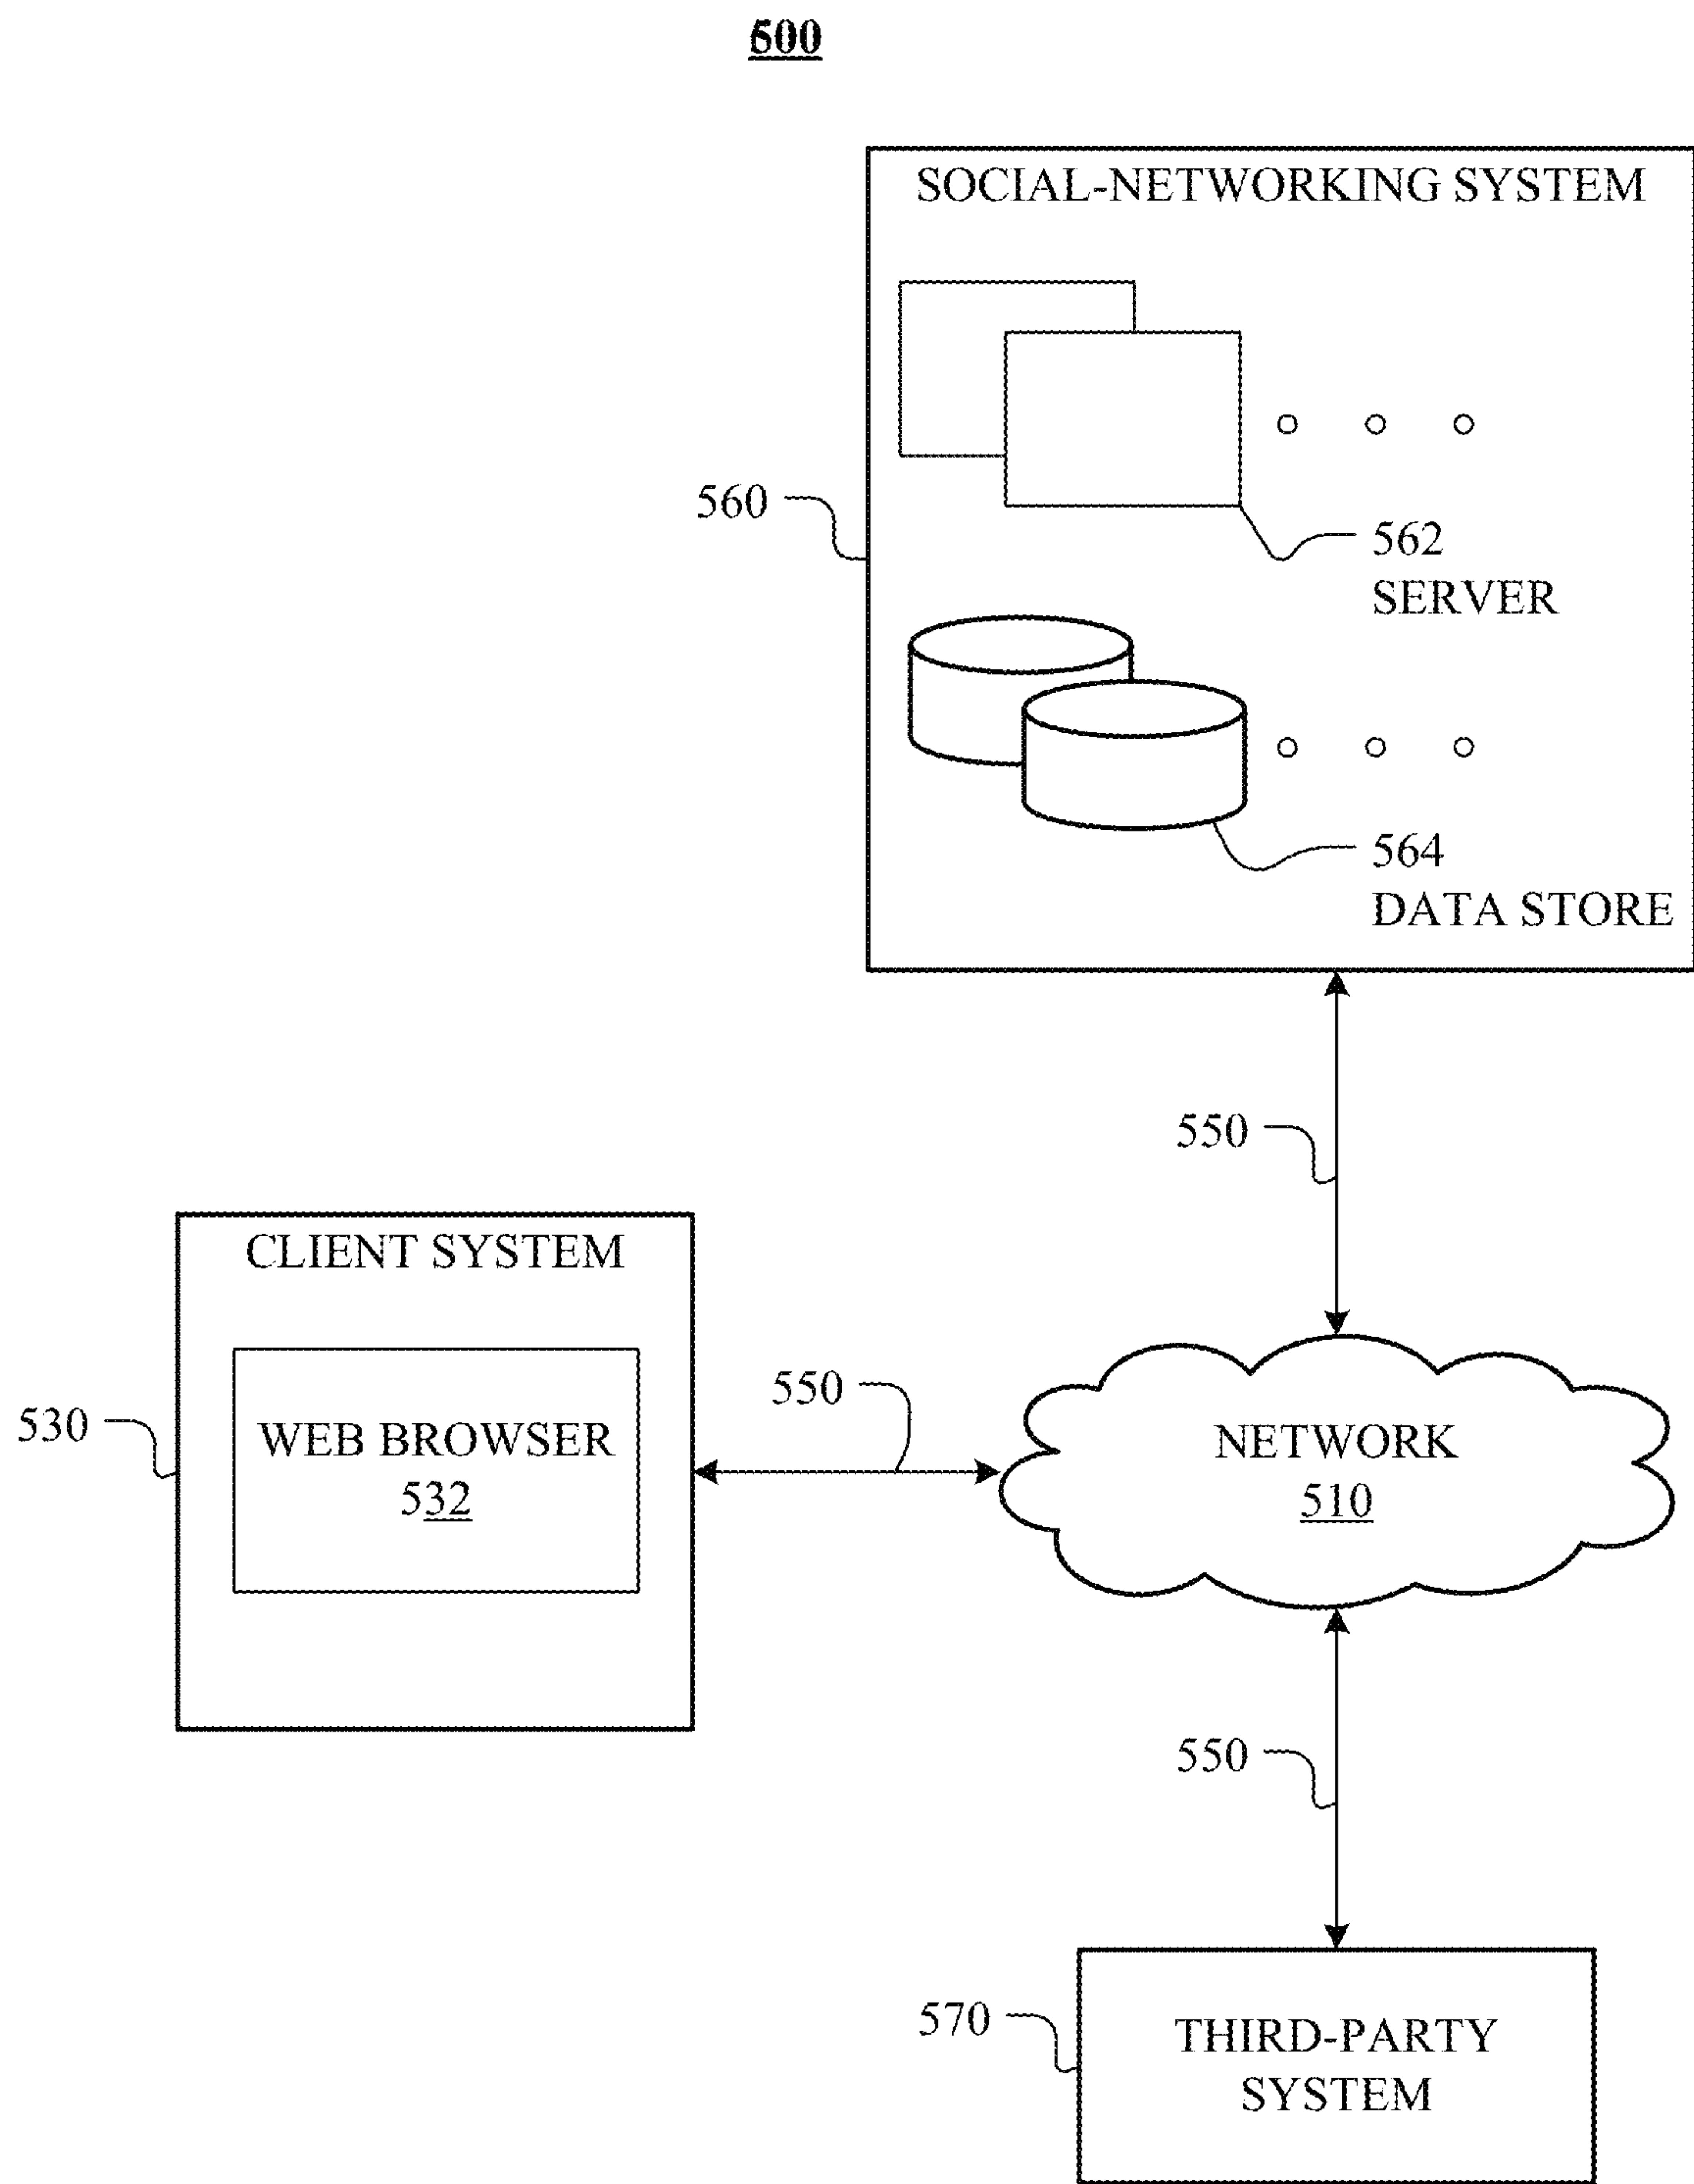 500
SOCIAL-NETWORKING SYSTEM
560
562
SERVER
564
DATA STORE
550
CLIENT SYSTEM
530
WEB BROWSER
532
550
NETWORK
510
550
570
THIRD-PARTY
SYSTEM